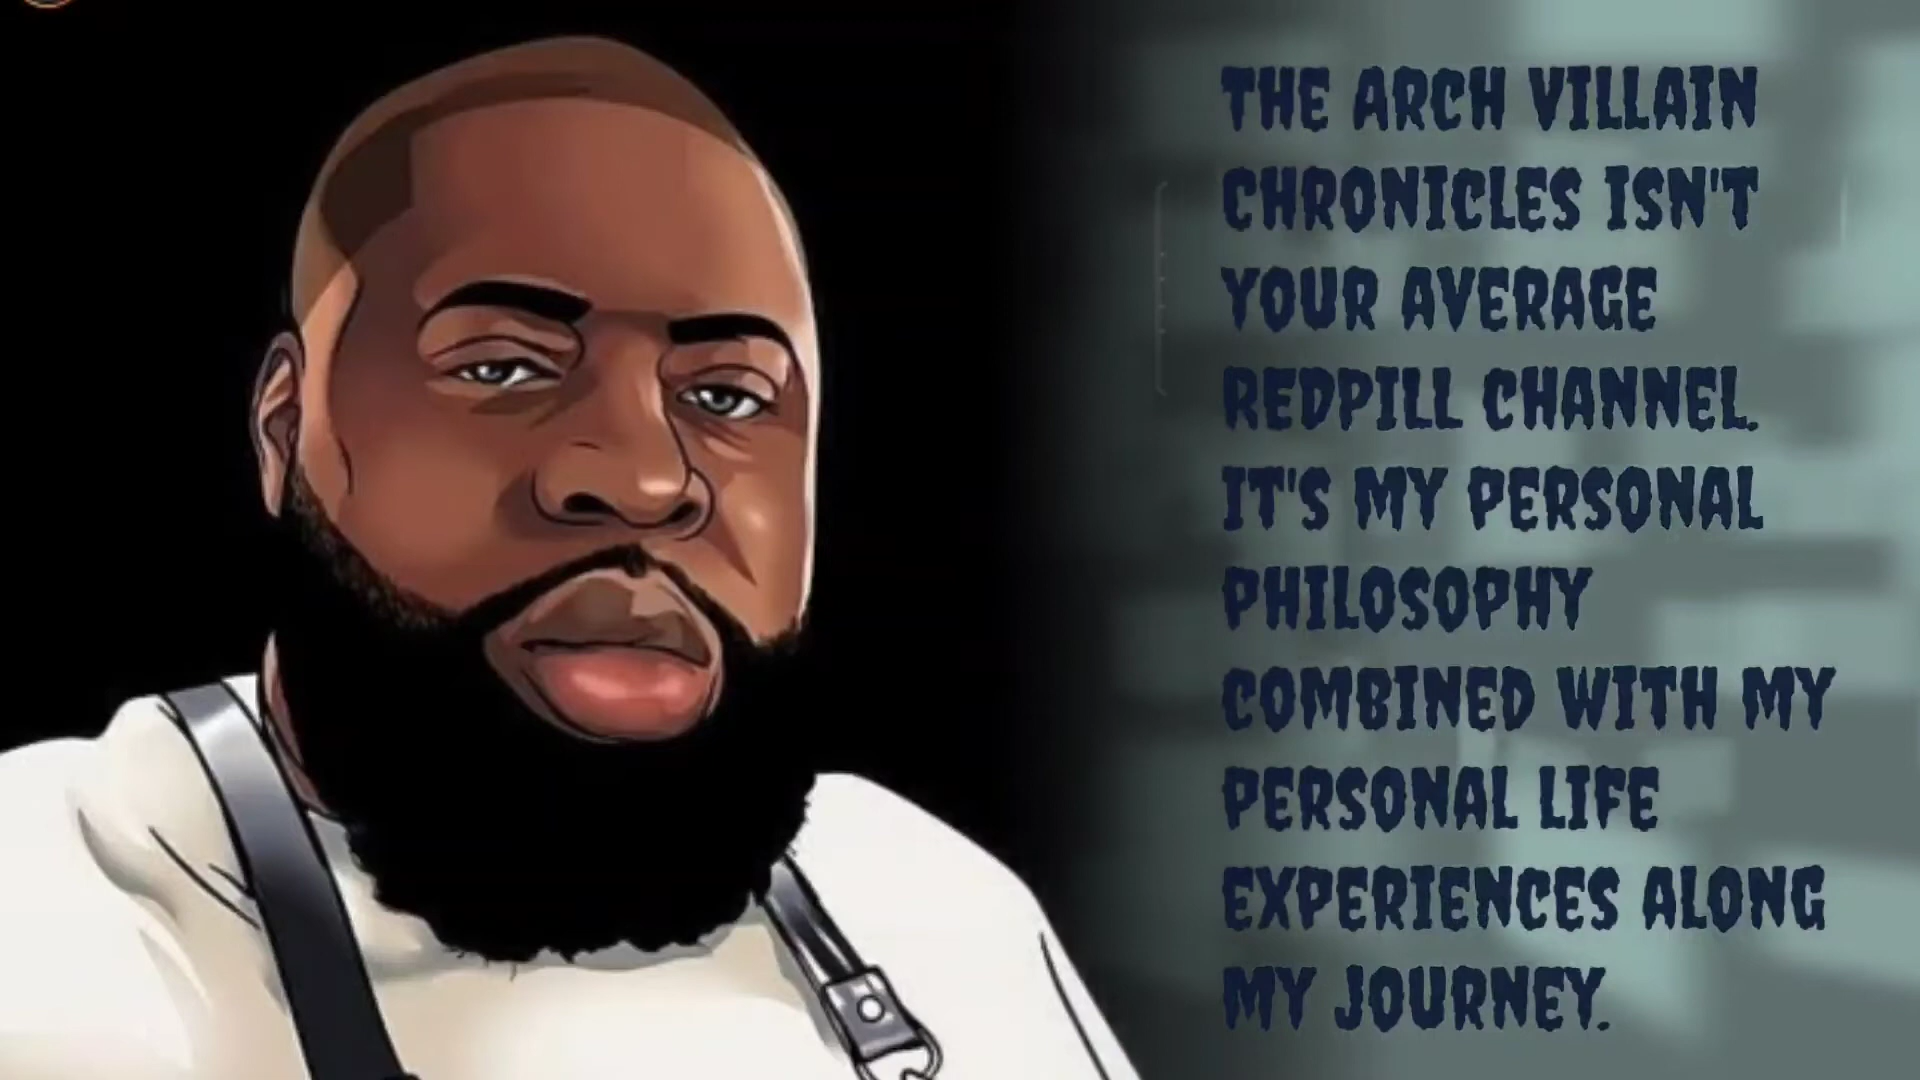 THE ARCH VILLAIN
CHRONICLES ISN'T
YOUR AVERAGE
REDPILL CHANNEL.
IT'S MY PERSONAL
PHILOSOPHY
COMBINED WITH MY
PERSONAL LIFE
EXPERIENCES ALONG
MY JOURNEY.